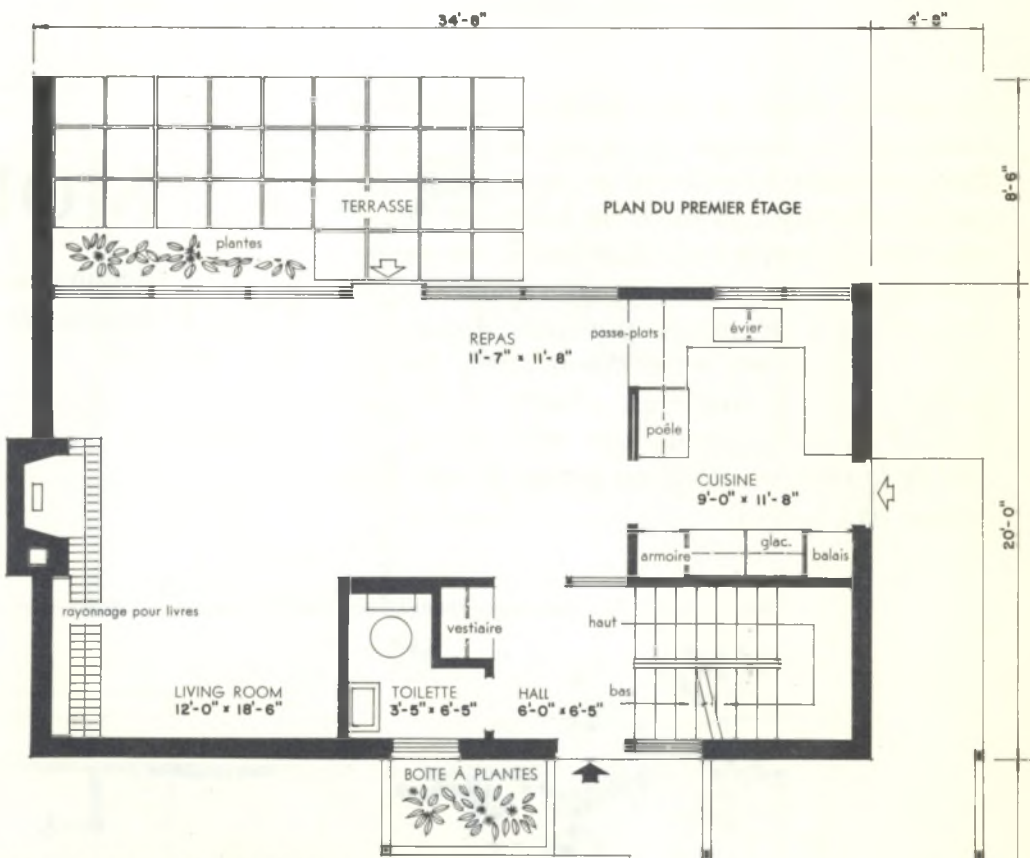 34'-8"
4'-8"
8'-6"
TERRASSE
PLAN DU PREMIER ÉTAGE
plantes
REPAS
11'-7" × 11'-8"
passe-plats
évier
poêle
CUISINE
9'-0" × 11'-8"
20'-0"
armoire
glac.
balais
rayonnage pour livres
vestiaire
haut
LIVING ROOM
12'-0" × 18'-6"
TOILETTE
3'-5" × 6'-5"
HALL
6'-0" × 6'-5"
bas
BOITE À PLANTES